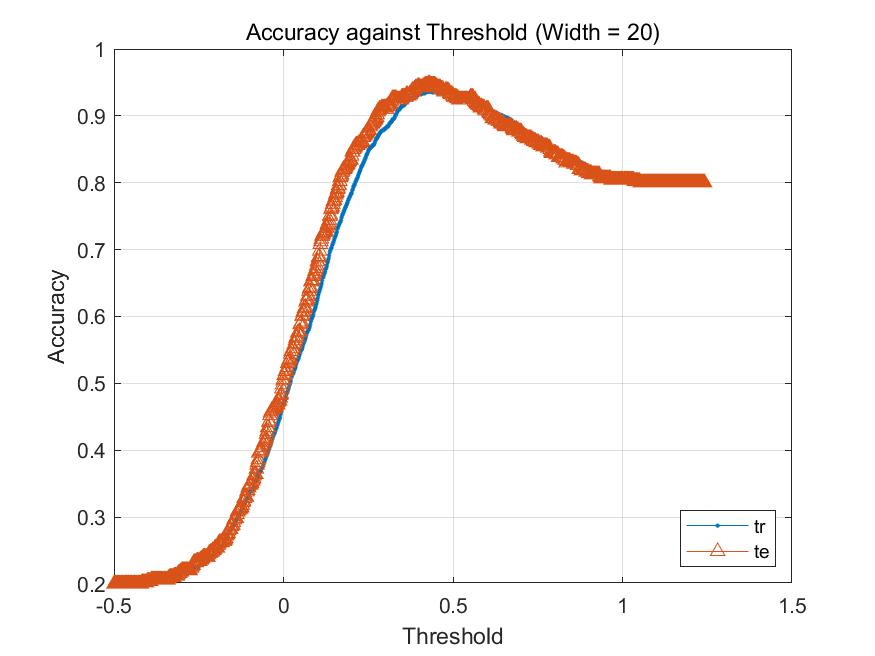 Accuracy against Threshold (Width = 20)
1
0.9
0.8
0.7
0.6
0.5
0.4
0.3
0.2
Accuracy
-0.5 0 0.5 1 1.5
Threshold
tr
te